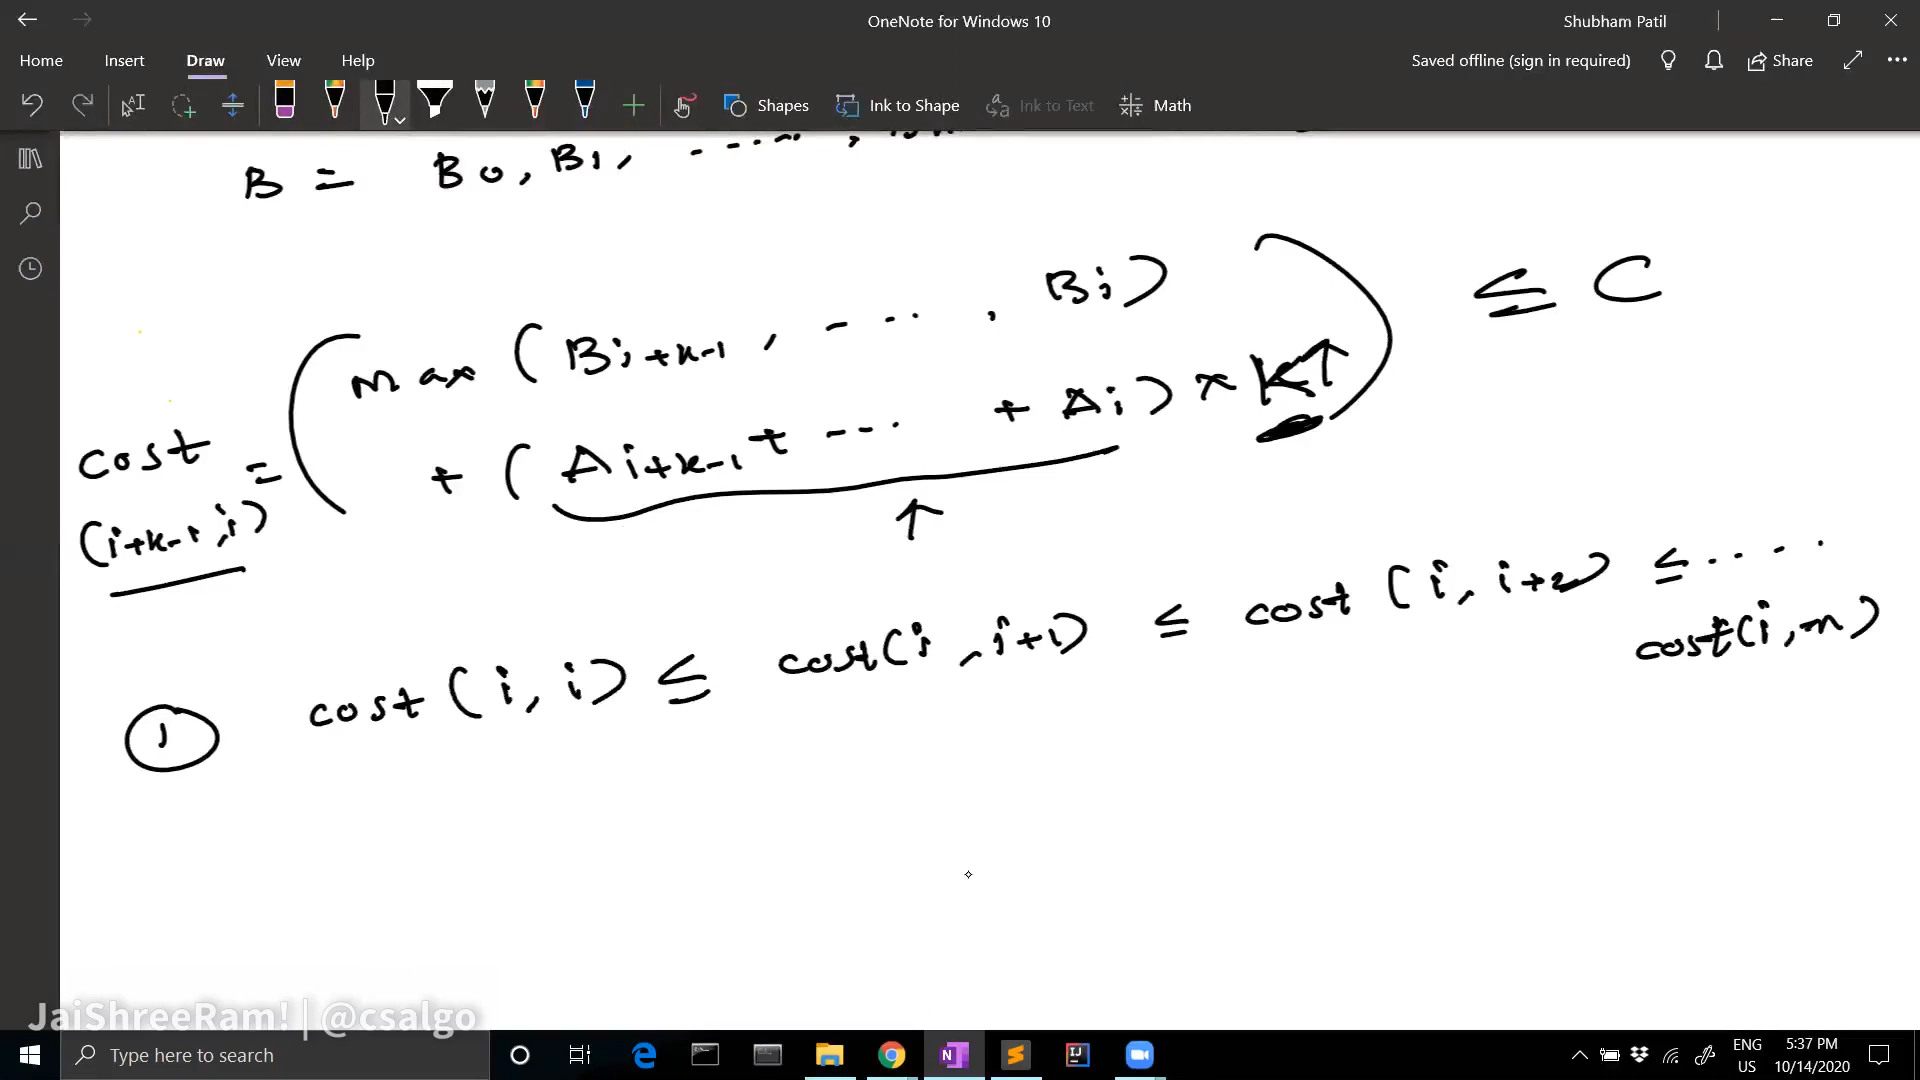 OneNote for Windows 10
Shubham Patil
Home Insert Draw View Help
Saved offline (sign in required) Share
Shapes Ink to Shape Ink to Text Math
B = B0, B1, ......,
cost (i+k-1, i) =
max (Bi+k-1, - ..., Bi)
+ (Ai+k-1 + -... + Ai) × K↑
≤ C
↑
① cost (i, i) ≤ cost(i, i+1) ≤ cost (i, i+2) ≤ ....
cost(i, n)
JaiShreeRam! | @csalgo
Type here to search
ENG
US
5:37 PM
10/14/2020